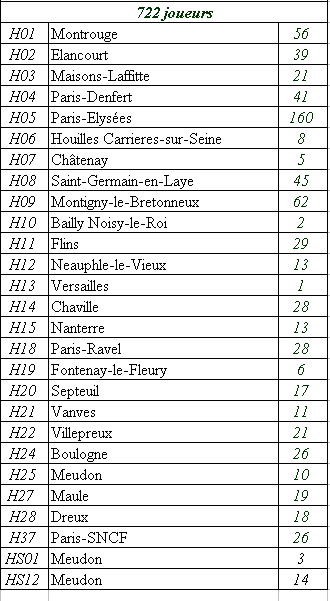 722 joueurs
H01 Montrouge 56
H02 Elancourt 39
H03 Maisons-Laffitte 21
H04 Paris-Denfert 41
H05 Paris-Elysées 160
H06 Houilles Carrieres-sur-Seine 8
H07 Châtenay 5
H08 Saint-Germain-en-Laye 45
H09 Montigny-le-Bretonneux 62
H10 Bailly Noisy-le-Roi 2
H11 Flins 29
H12 Neauphle-le-Vieux 13
H13 Versailles 1
H14 Chaville 28
H15 Nanterre 13
H18 Paris-Ravel 28
H19 Fontenay-le-Fleury 6
H20 Septeuil 17
H21 Vanves 11
H22 Villepreux 21
H24 Boulogne 26
H25 Meudon 10
H27 Maule 19
H28 Dreux 18
H37 Paris-SNCF 26
HS01 Meudon 3
HS12 Meudon 14